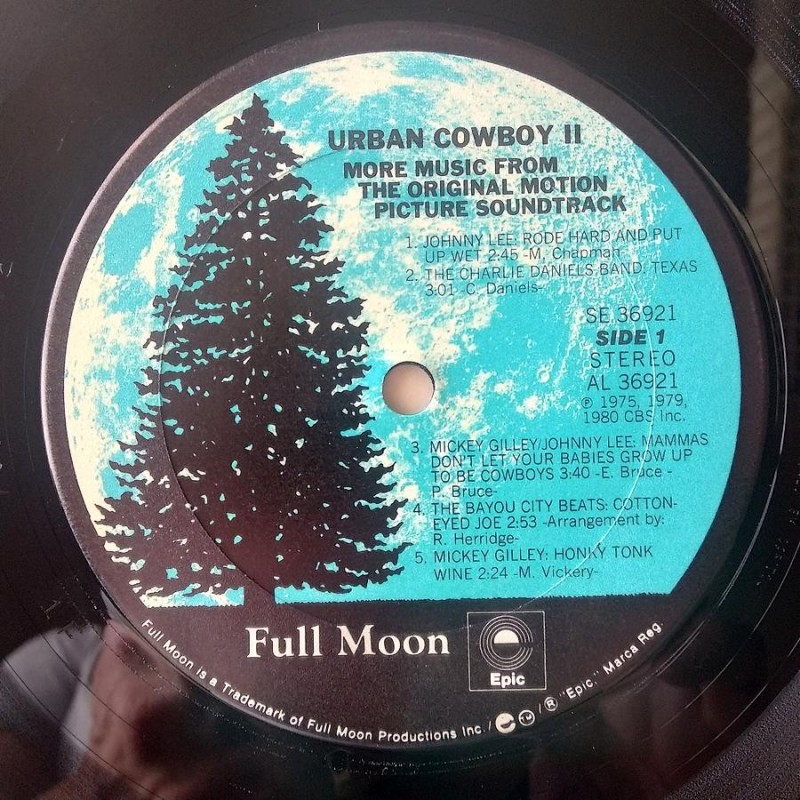 URBAN COWBOY II
MORE MUSIC FROM
THE ORIGINAL MOTION
PICTURE SOUNDTRACK
1. JOHNNY LEE: RODE HARD AND PUT
UP WET 2:45 -M. Chapman-
2. THE CHARLIE DANIELS BAND: TEXAS
3:01 -C. Daniels-
SE 36921
SIDE 1
STEREO
AL 36921
℗ 1975, 1979,
1980 CBS Inc.
3. MICKEY GILLEY/JOHNNY LEE: MAMMAS
DON'T LET YOUR BABIES GROW UP
TO BE COWBOYS 3:40 -E. Bruce -
P. Bruce-
4. THE BAYOU CITY BEATS: COTTON-
EYED JOE 2:53 -Arrangement by:
R. Herridge-
5. MICKEY GILLEY: HONKY TONK
WINE 2:24 -M. Vickery-
Full Moon
Epic
Full Moon is a Trademark of Full Moon Productions Inc. / e TM / ® "Epic," Marca Reg.